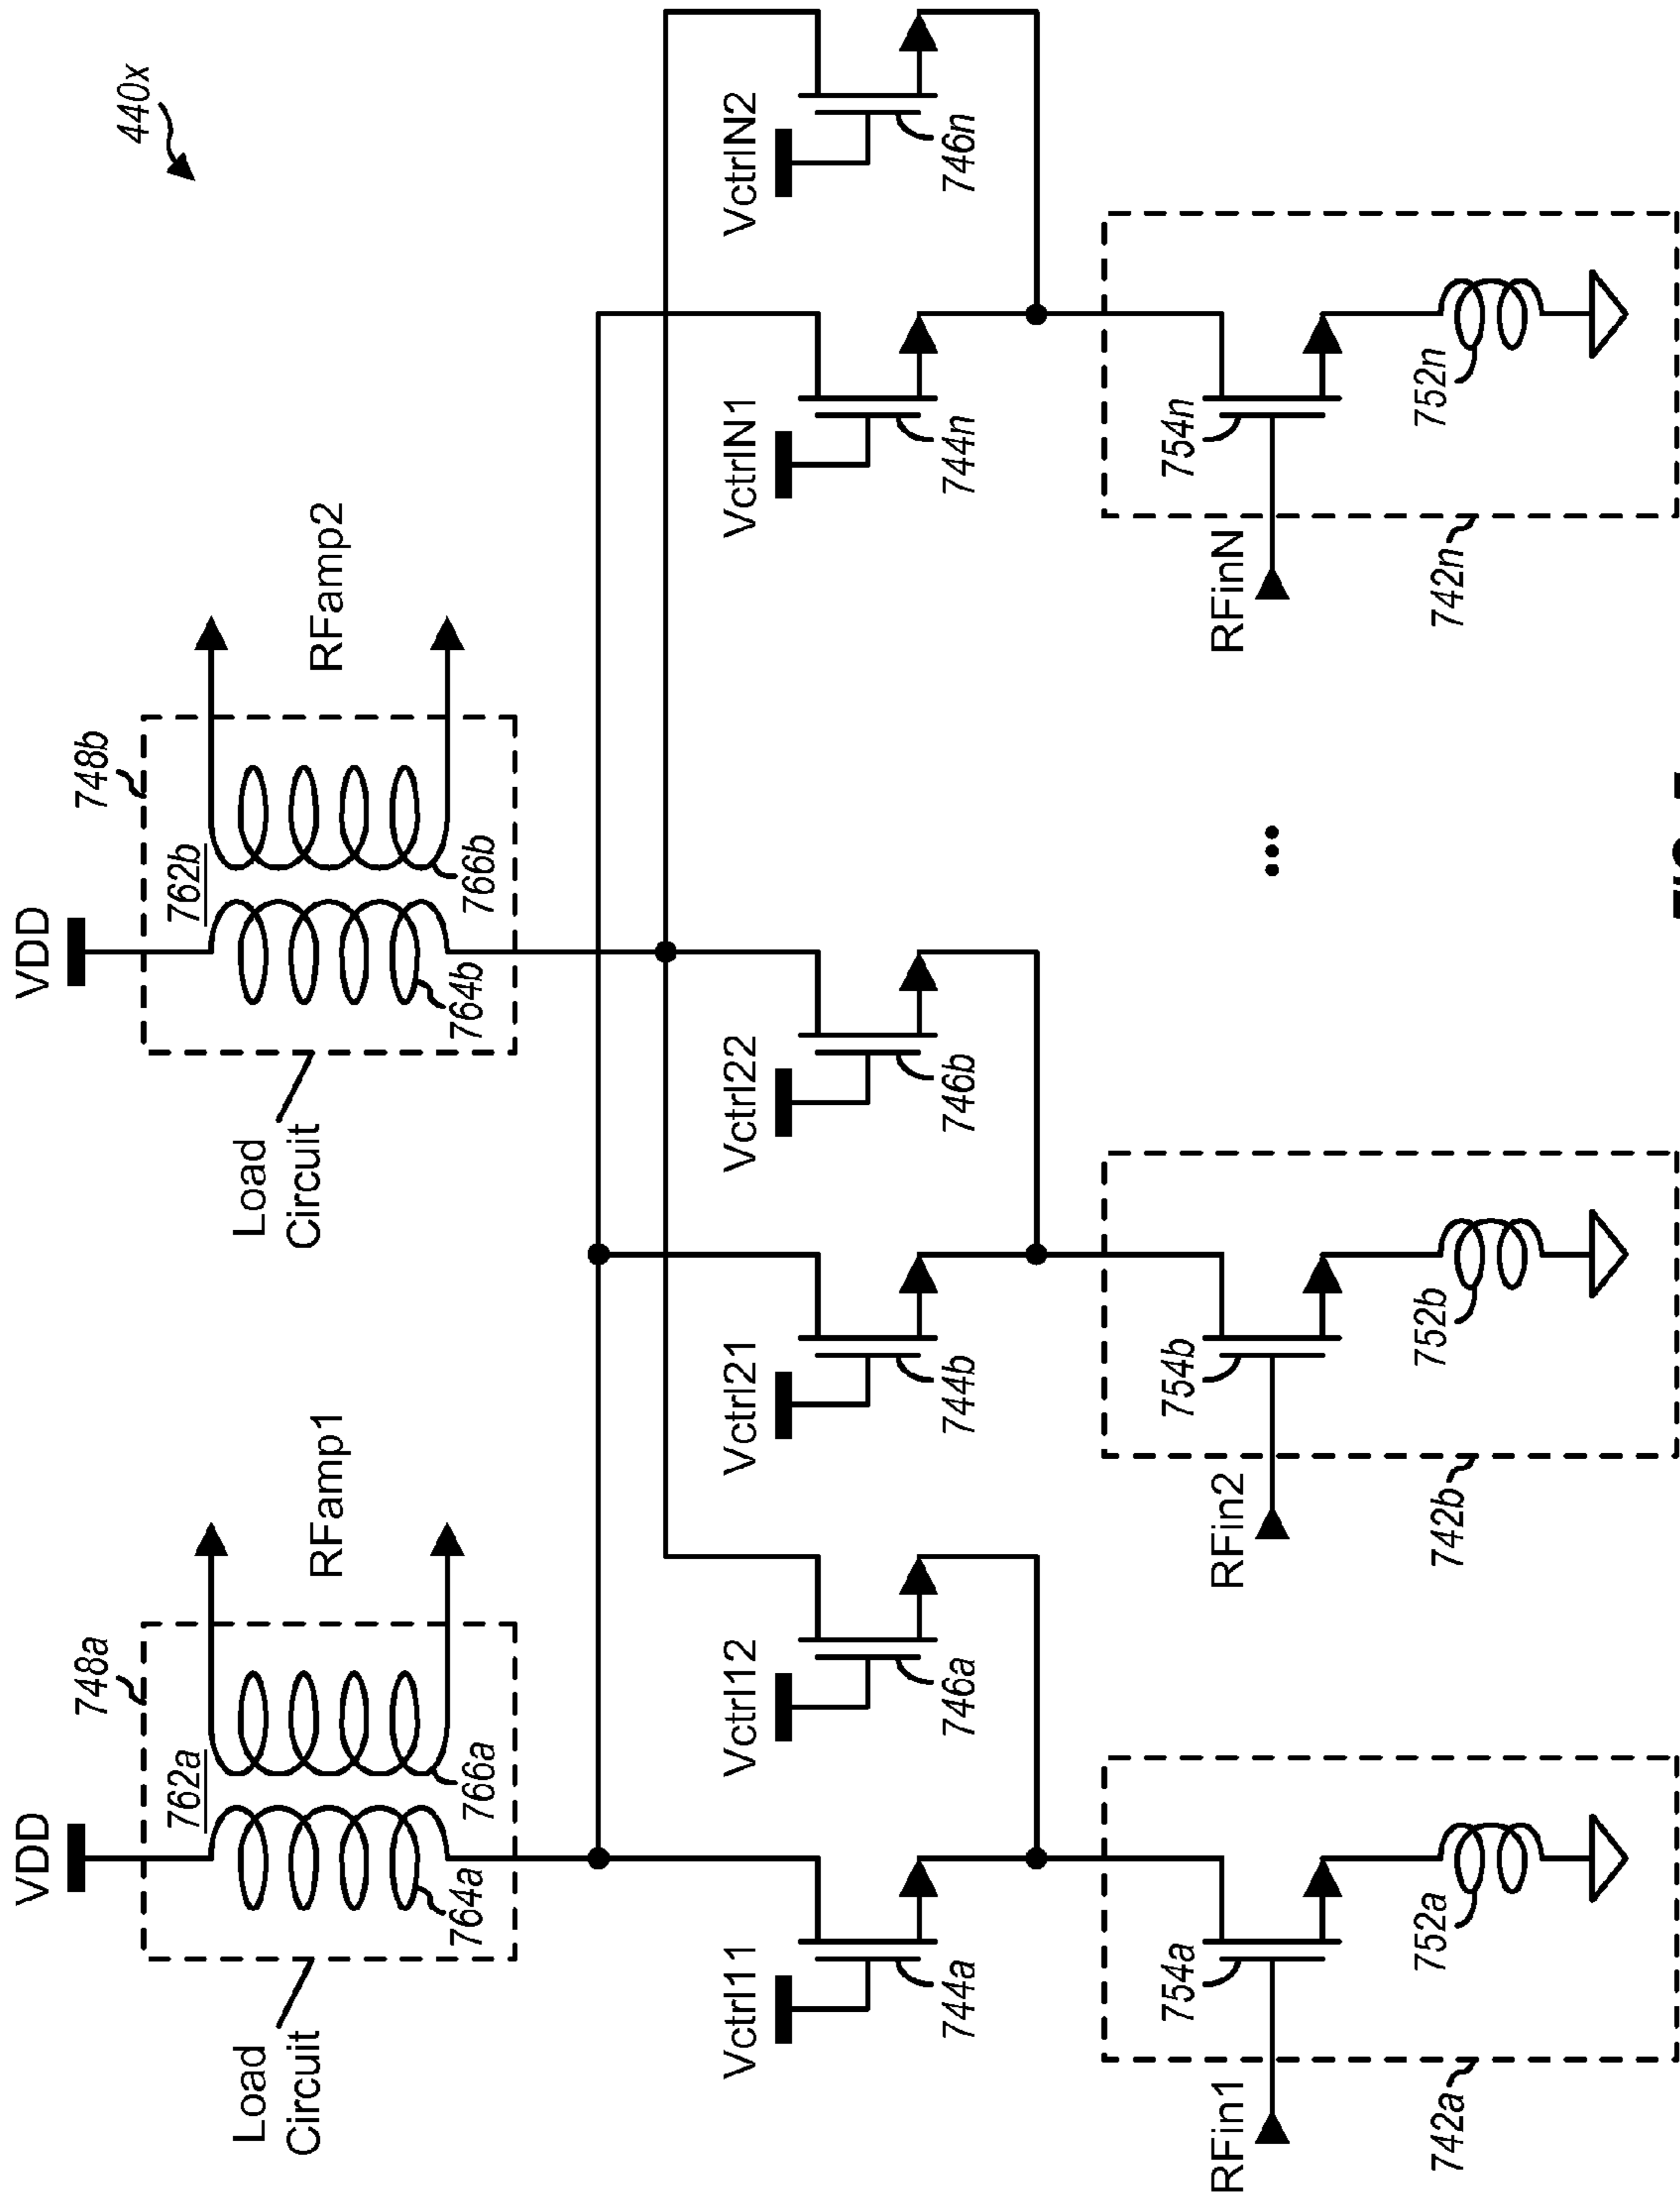 440x
VDD
VDD
748a
748b
762a
762b
Load
Circuit
764a
766a
RFamp1
Load
Circuit
764b
766b
RFamp2
Vctrl11
Vctrl12
Vctrl21
Vctrl22
VctrlN1
VctrlN2
744a
746a
744b
746b
744n
746n
RFin1
754a
RFin2
754b
RFinN
754n
752a
752b
752n
742a
742b
742n